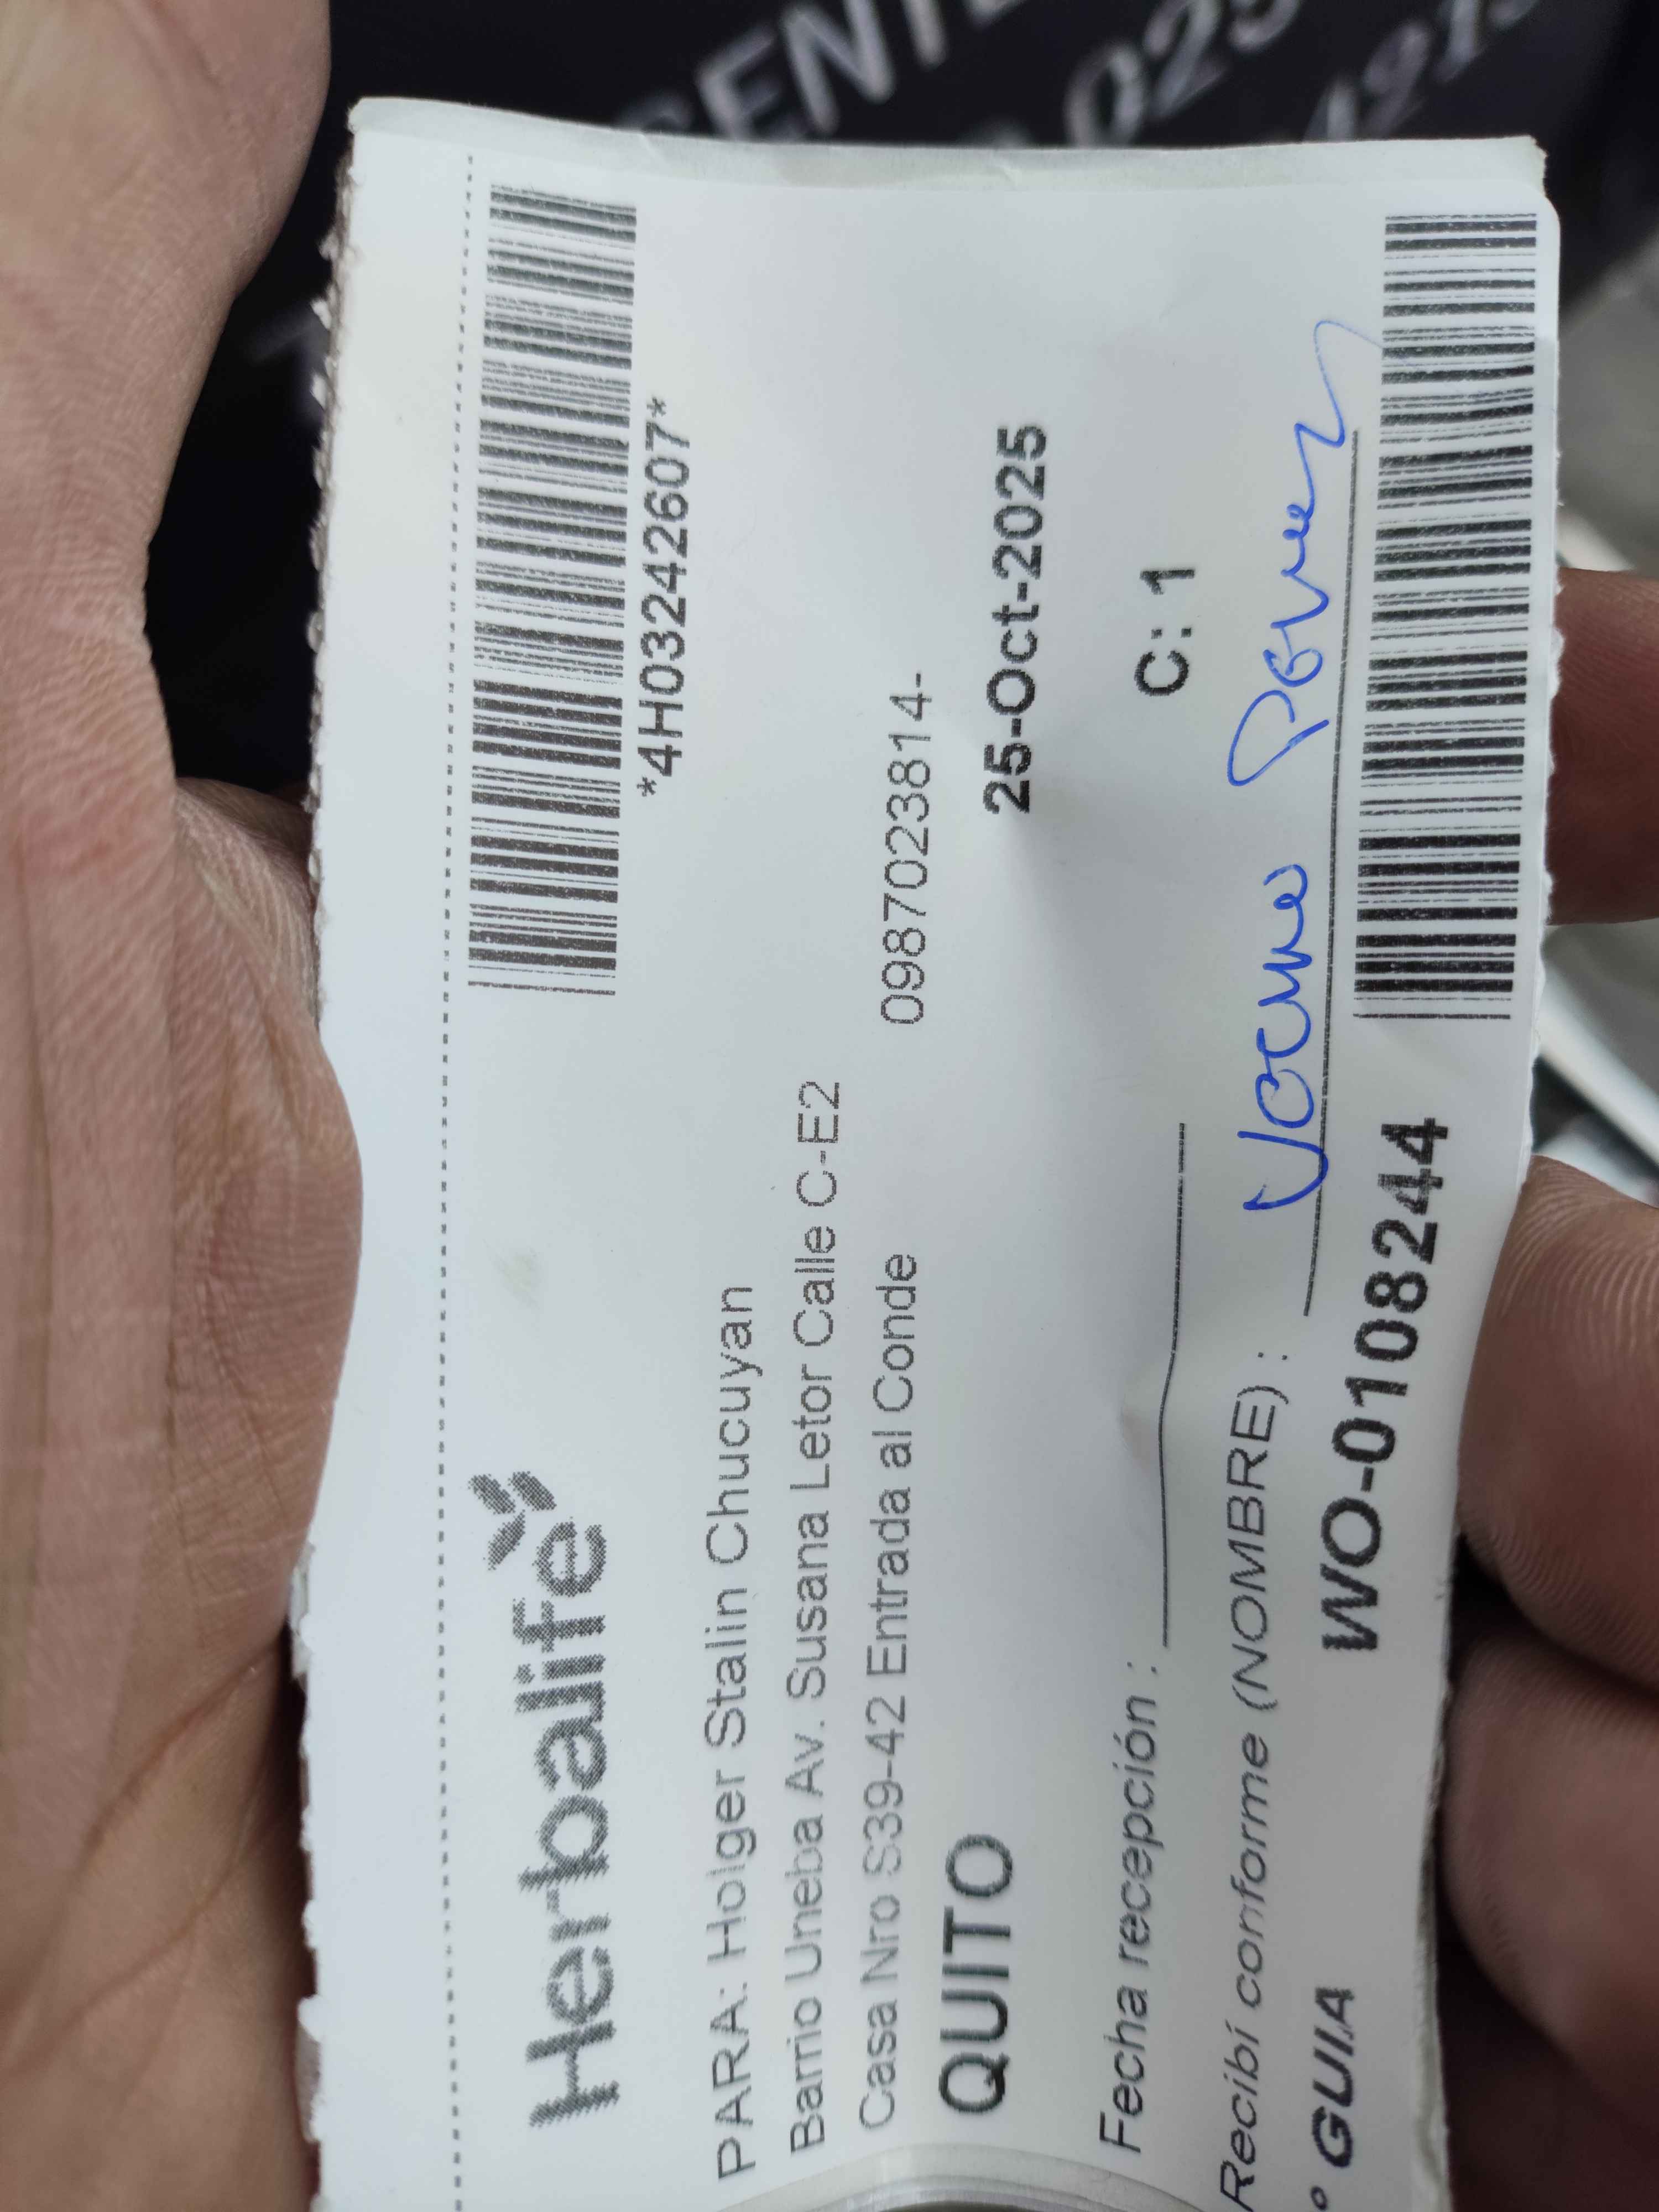 Herbalife
*4H03242607*
PARA: Holger Stalin Chucuyan
Barrio Uneba Av. Susana Letor Calle C-E2
Casa Nro S39-42 Entrada al Conde 0987023814-
QUITO 25-Oct-2025
Fecha recepción : C: 1
Recibí conforme (NOMBRE) :
° GUIA WO-0108244